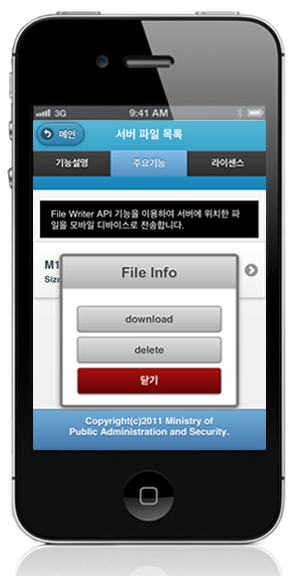 3G 9:41 AM
메인 서버 파일 목록
기능설명 주요기능 라이센스
File Writer API 기능을 이용하여 서버에 위치한 파
일을 모바일 디바이스로 전송합니다.
M1
Size
File Info
download
delete
닫기
Copyright(c)2011 Ministry of
Public Administration and Security.